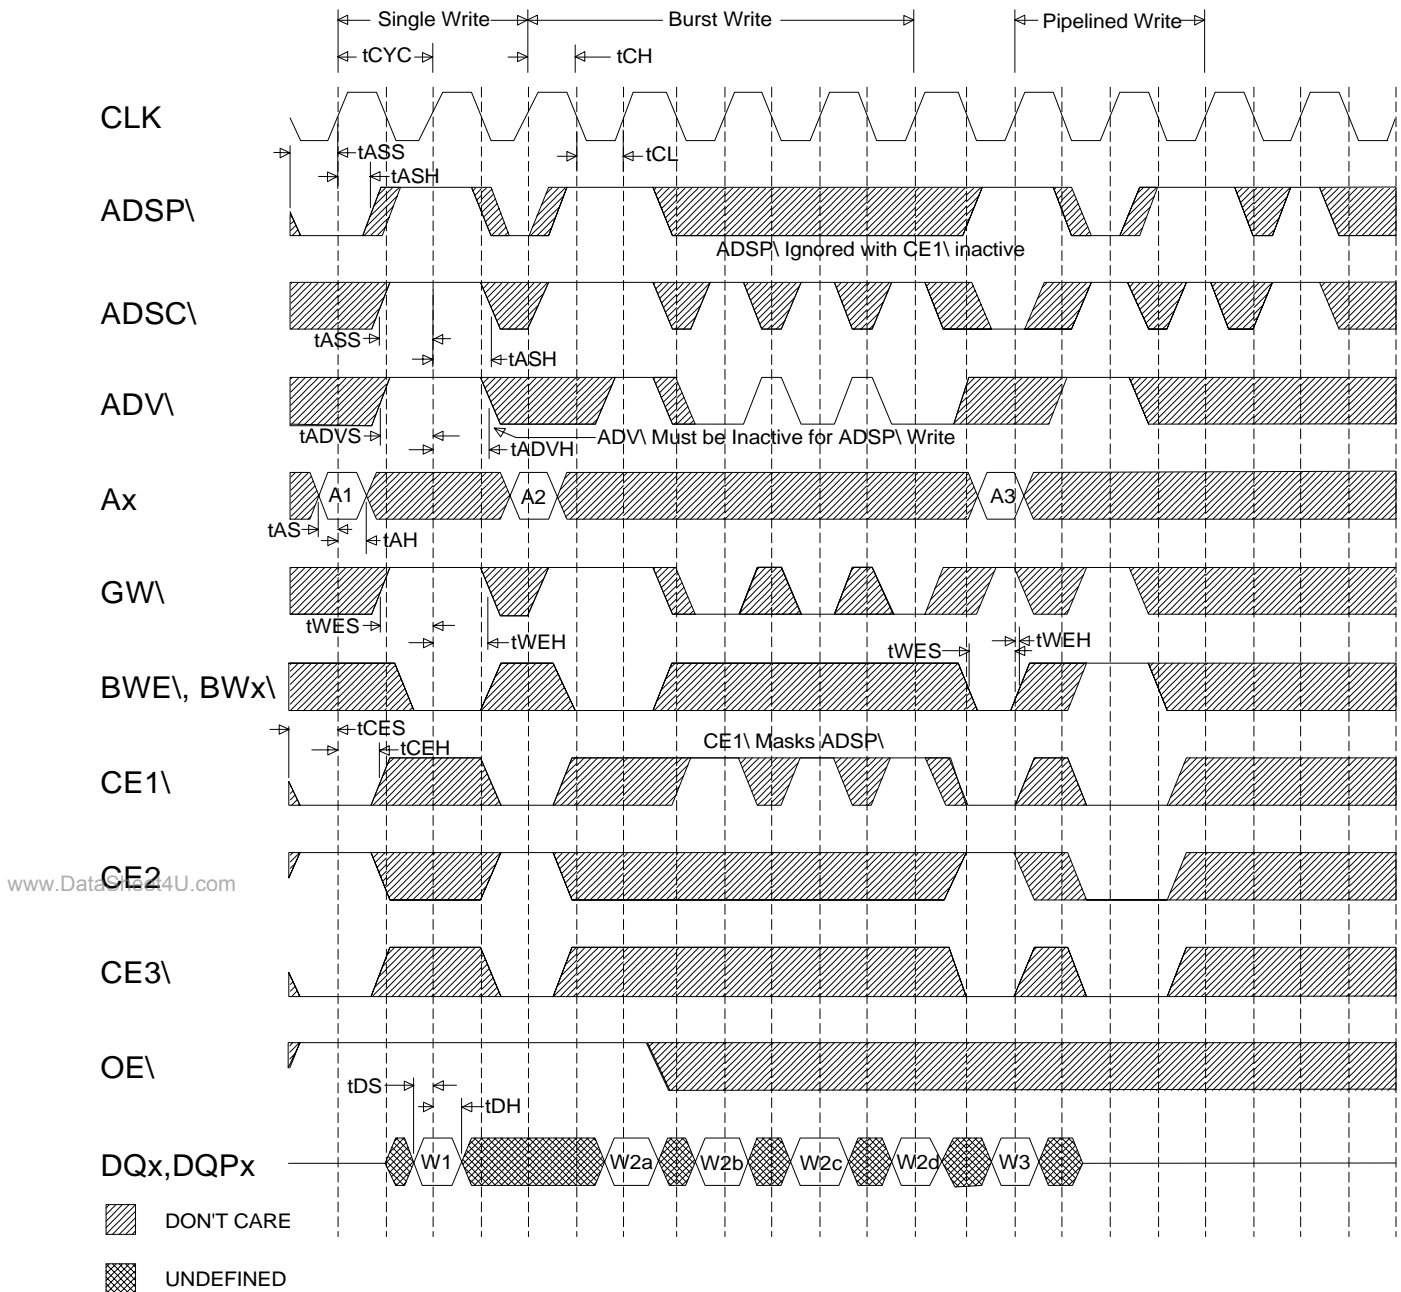 Single Write
Burst Write
Pipelined Write
tCYC
tCH
CLK
tASS
tCL
tASH
ADSP\
ADSP\ Ignored with CE1\ inactive
ADSC\
tASS
tASH
ADV\
tADVS
ADV\ Must be Inactive for ADSP\ Write
tADVH
Ax
A1
A2
A3
tAS
tAH
GW\
tWES
tWEH
tWES
tWEH
BWE\, BWx\
tCES
tCEH
CE1\ Masks ADSP\
CE1\
CE2
www.DataSheet4U.com
CE3\
OE\
tDS
tDH
DQx,DQPx
W1
W2a
W2b
W2c
W2d
W3
DON'T CARE
UNDEFINED